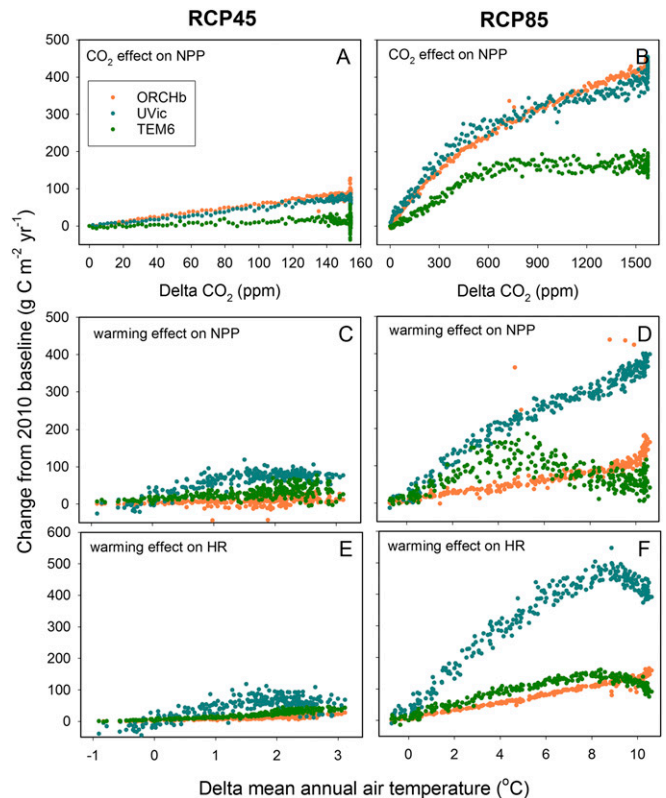 RCP45
RCP85
CO₂ effect on NPP
A
ORCHb
UVic
TEM6
CO₂ effect on NPP
B
500
400
300
200
100
0
0 20 40 60 80 100 120 140 160
0 300 600 900 1200 1500
Delta CO₂ (ppm)
Delta CO₂ (ppm)
Change from 2010 baseline (g C m⁻² yr⁻¹)
warming effect on NPP
C
warming effect on NPP
D
400
300
200
100
0
warming effect on HR
E
warming effect on HR
F
600
500
400
300
200
100
0
-1 0 1 2 3
0 2 4 6 8 10
Delta mean annual air temperature (°C)